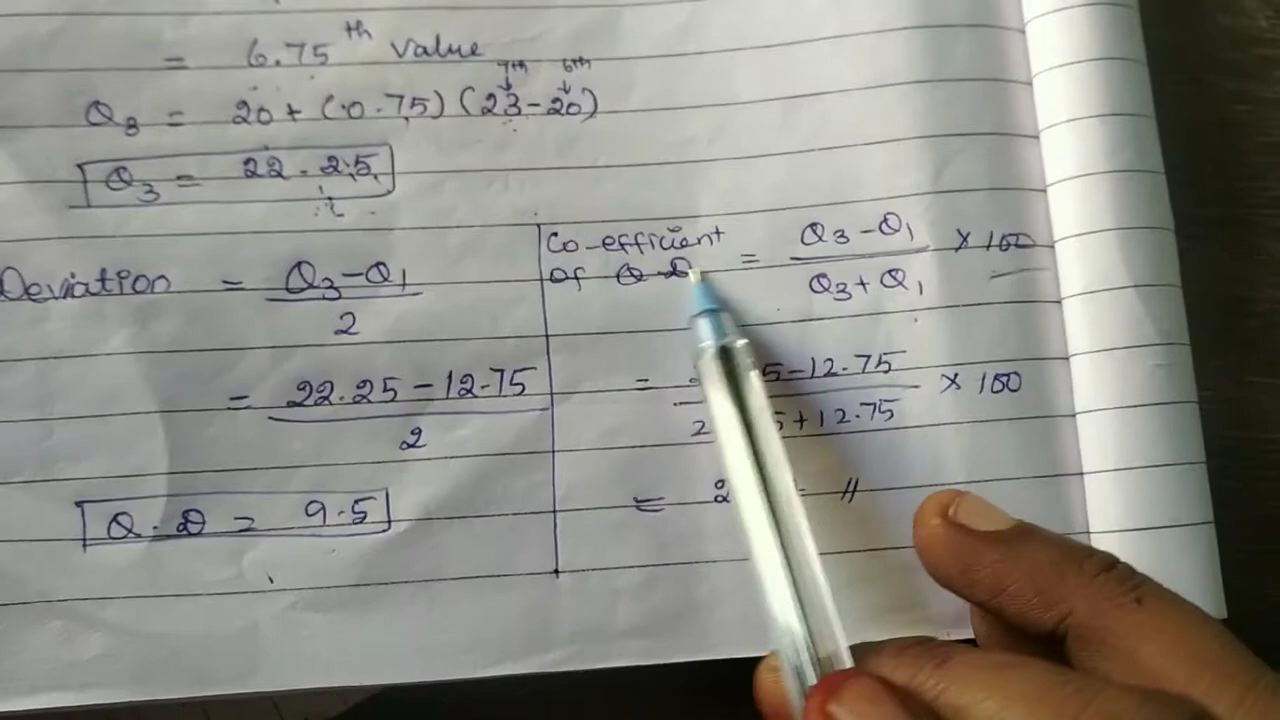 = 6.75th value
7th 6th
Q3 = 20 + (0.75) (23-20)
Q3 = 22.25
Deviation = Q3-Q1
2
= 22.25-12.75
2
Q.D = 9.5
Co-efficient
of Q.D = Q3-Q1 × 100
Q3+Q1
= 5-12.75 × 100
2 5+12.75
= 2